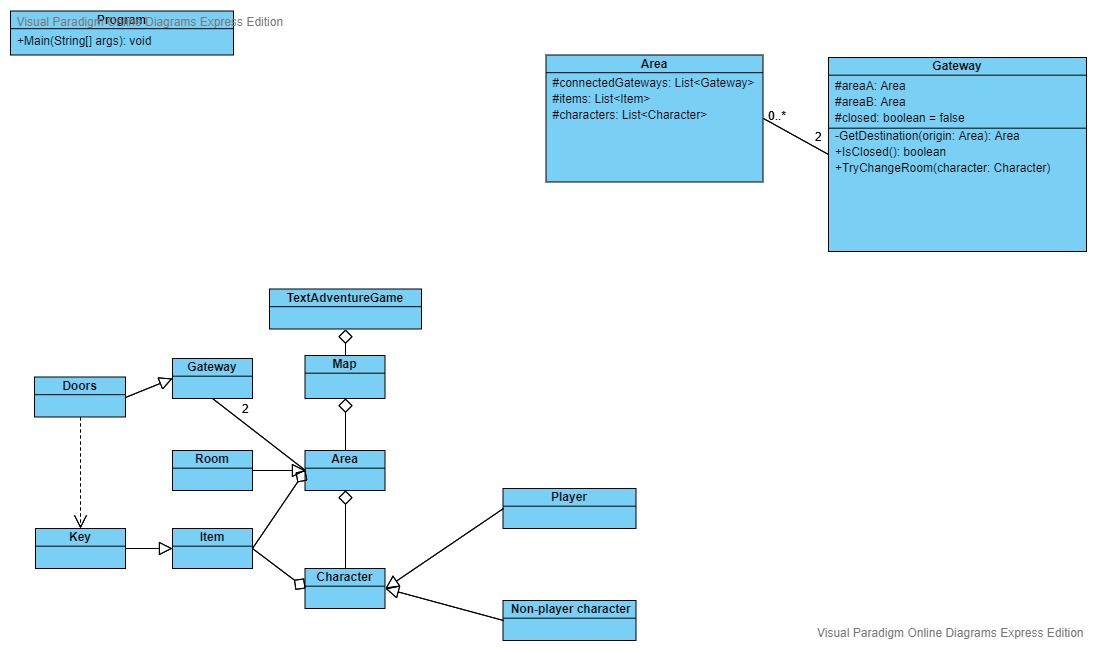 Program
Visual Paradigm Online Diagrams Express Edition
+Main(String[] args): void
Area
#connectedGateways: List<Gateway>
#items: List<Item>
#characters: List<Character>
0..*
2
Gateway
#areaA: Area
#areaB: Area
#closed: boolean = false
-GetDestination(origin: Area): Area
+IsClosed(): boolean
+TryChangeRoom(character: Character)
TextAdventureGame
Gateway
Map
Doors
2
Room
Area
Player
Key
Item
Character
Non-player character
Visual Paradigm Online Diagrams Express Edition